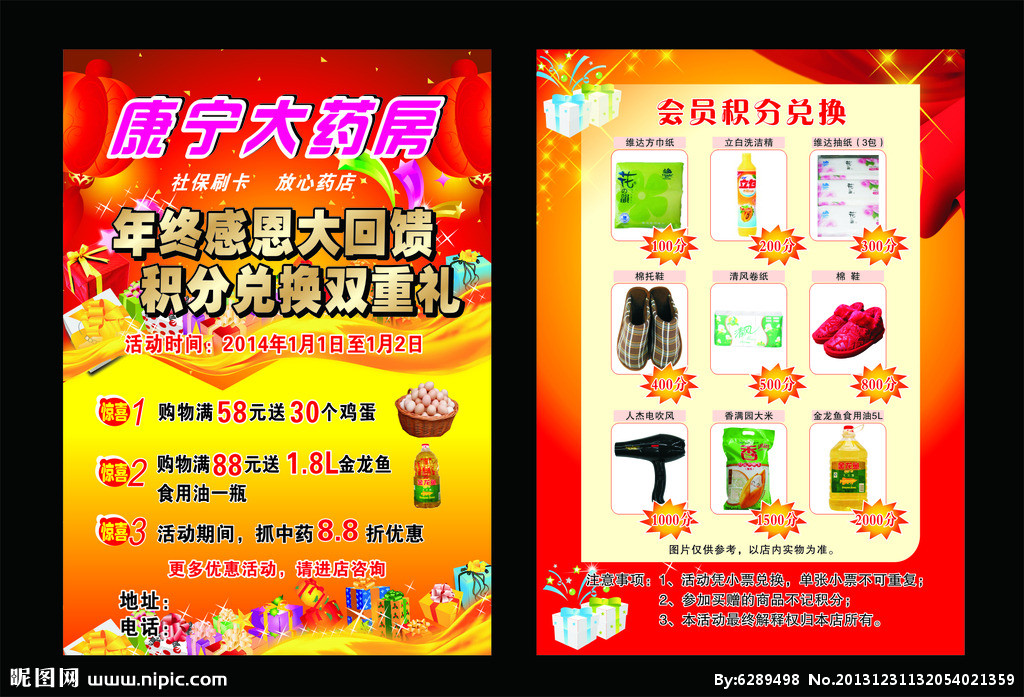 康宁大药房
社保刷卡 放心药店
年终感恩大回馈
积分兑换双重礼
活动时间：2014年1月1日至1月2日
惊喜1 购物满58元送30个鸡蛋
惊喜2 购物满88元送1.8L金龙鱼
食用油一瓶
惊喜3 活动期间，抓中药8.8折优惠
更多优惠活动，请进店咨询
地址：
电话：
会员积分兑换
维达方巾纸 立白洗洁精 维达抽纸（3包）
100分 200分 300分
棉托鞋 清风卷纸 棉 鞋
400分 500分 800分
人杰电吹风 香满园大米 金龙鱼食用油5L
1000分 1500分 2000分
图片仅供参考，以店内实物为准。
注意事项：1、活动凭小票兑换，单张小票不可重复；
2、参加买赠的商品不记积分；
3、本活动最终解释权归本店所有。
昵图网 www.nipic.com
By:6289498 No.20131231132054021359